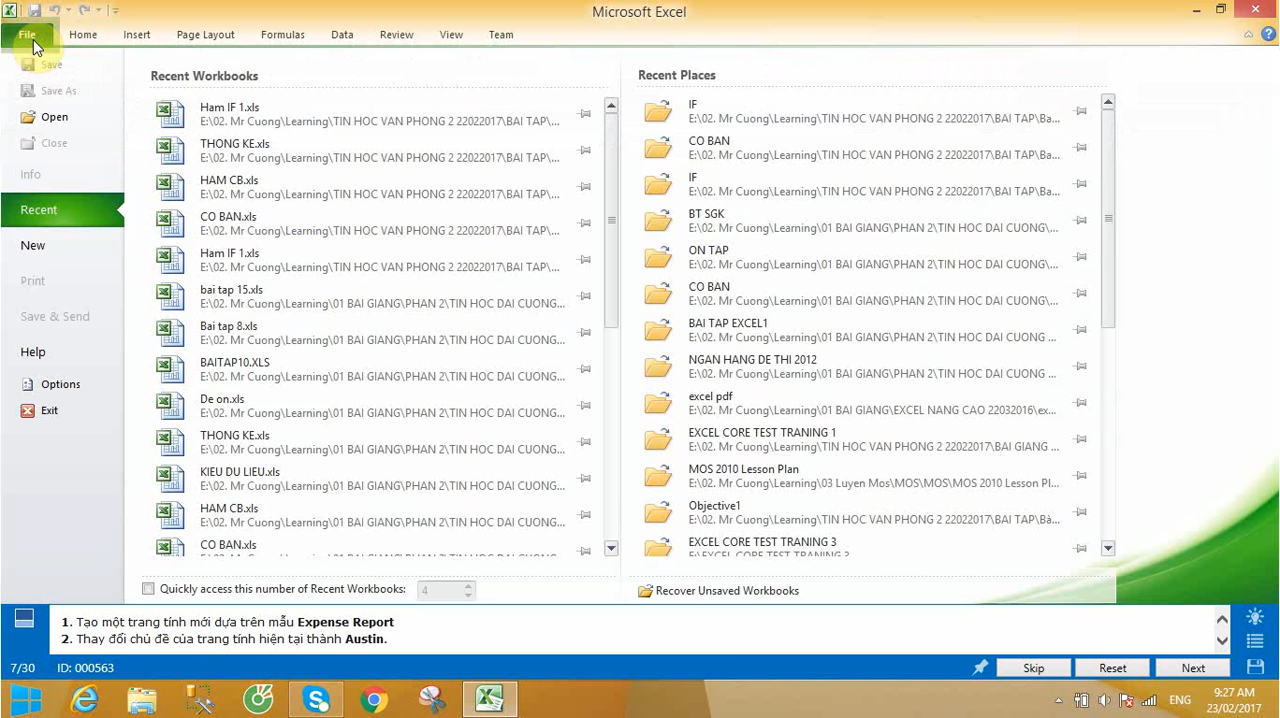 Microsoft Excel
File Home Insert Page Layout Formulas Data Review View Team
Save
Save As
Open
Close
Info
Recent
New
Print
Save & Send
Help
Options
Exit
Recent Workbooks
Ham IF 1.xls
E:\02. Mr Cuong\Learning\TIN HOC VAN PHONG 2 22022017\BAI TAP\...
THONG KE.xls
E:\02. Mr Cuong\Learning\TIN HOC VAN PHONG 2 22022017\BAI TAP\...
HAM CB.xls
E:\02. Mr Cuong\Learning\TIN HOC VAN PHONG 2 22022017\BAI TAP\...
CO BAN.xls
E:\02. Mr Cuong\Learning\TIN HOC VAN PHONG 2 22022017\BAI TAP\...
Ham IF 1.xls
E:\02. Mr Cuong\Learning\TIN HOC VAN PHONG 2 22022017\BAI TAP\...
bai tap 15.xls
E:\02. Mr Cuong\Learning\01 BAI GIANG\PHAN 2\TIN HOC DAI CUONG...
Bai tap 8.xls
E:\02. Mr Cuong\Learning\01 BAI GIANG\PHAN 2\TIN HOC DAI CUONG...
BAITAP10.XLS
E:\02. Mr Cuong\Learning\01 BAI GIANG\PHAN 2\TIN HOC DAI CUONG...
De on.xls
E:\02. Mr Cuong\Learning\01 BAI GIANG\PHAN 2\TIN HOC DAI CUONG...
THONG KE.xls
E:\02. Mr Cuong\Learning\01 BAI GIANG\PHAN 2\TIN HOC DAI CUONG...
KIEU DU LIEU.xls
E:\02. Mr Cuong\Learning\01 BAI GIANG\PHAN 2\TIN HOC DAI CUONG...
HAM CB.xls
E:\02. Mr Cuong\Learning\01 BAI GIANG\PHAN 2\TIN HOC DAI CUONG...
CO BAN.xls
Quickly access this number of Recent Workbooks: 4
Recent Places
IF
E:\02. Mr Cuong\Learning\TIN HOC VAN PHONG 2 22022017\BAI TAP\Ba...
CO BAN
E:\02. Mr Cuong\Learning\TIN HOC VAN PHONG 2 22022017\BAI TAP\Ba...
IF
E:\02. Mr Cuong\Learning\TIN HOC VAN PHONG 2 22022017\BAI TAP\Ba...
BT SGK
E:\02. Mr Cuong\Learning\01 BAI GIANG\PHAN 2\TIN HOC DAI CUONG\...
ON TAP
E:\02. Mr Cuong\Learning\01 BAI GIANG\PHAN 2\TIN HOC DAI CUONG\...
CO BAN
E:\02. Mr Cuong\Learning\01 BAI GIANG\PHAN 2\TIN HOC DAI CUONG\...
BAI TAP EXCEL1
E:\02. Mr Cuong\Learning\01 BAI GIANG\PHAN 2\TIN HOC DAI CUONG ...
NGAN HANG DE THI 2012
E:\02. Mr Cuong\Learning\01 BAI GIANG\PHAN 2\TIN HOC DAI CUONG ...
excel pdf
E:\02. Mr Cuong\Learning\01 BAI GIANG\EXCEL NANG CAO 22032016\ex...
EXCEL CORE TEST TRANING 1
E:\02. Mr Cuong\Learning\TIN HOC VAN PHONG 2 22022017\BAI GIANG ...
MOS 2010 Lesson Plan
E:\02. Mr Cuong\Learning\03 Luyen Mos\MOS\MOS\MOS 2010 Lesson Pl...
Objective1
E:\02. Mr Cuong\Learning\TIN HOC VAN PHONG 2 22022017\BAI TAP\Bà...
EXCEL CORE TEST TRANING 3
E:\EXCEL CORE TEST TRANING 3
Recover Unsaved Workbooks
1. Tạo một trang tính mới dựa trên mẫu Expense Report
2. Thay đổi chủ đề của trang tính hiện tại thành Austin.
7/30 ID: 000563 Skip Reset Next
ENG
9:27 AM
23/02/2017